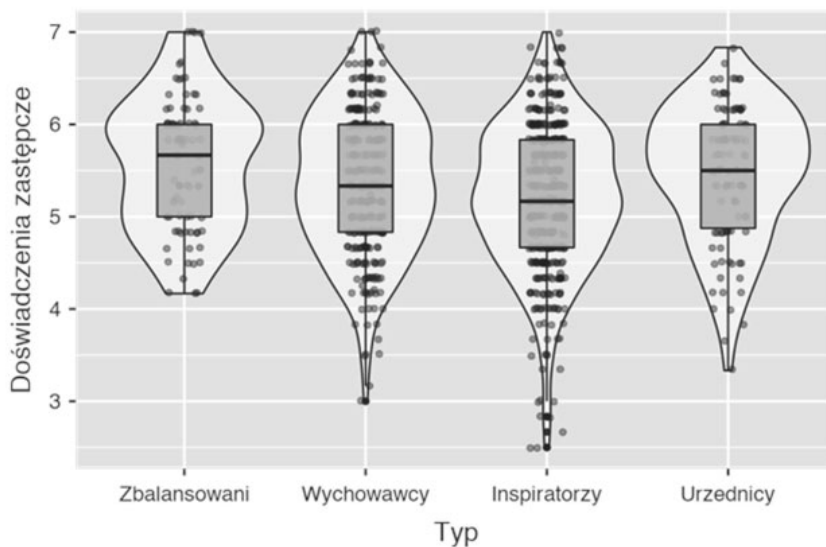 Doświadczenia zastępcze
7
6
5
4
3
Zbalansowani
Wychowawcy
Inspiratorzy
Urzednicy
Typ